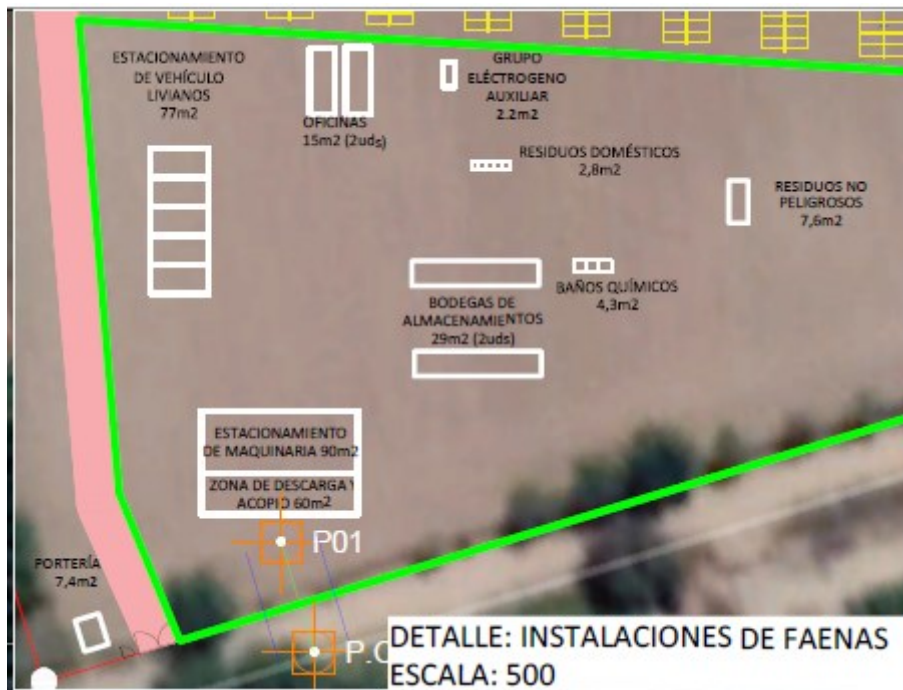 ESTACIONAMIENTO
DE VEHÍCULO
LIVIANOS
77m2
OFICINAS
15m2 (2uds)
GRUPO
ELÉCTROGENO
AUXILIAR
2.2m2
RESIDUOS DOMÉSTICOS
2,8m2
RESIDUOS NO
PELIGROSOS
7,6m2
BAÑOS QUÍMICOS
4,3m2
BODEGAS DE
ALMACENAMIENTOS
29m2 (2uds)
ESTACIONAMIENTO
DE MAQUINARIA 90m2
ZONA DE DESCARGA Y
ACOPIO 60m2
P01
PORTERÍA
7,4m2
DETALLE: INSTALACIONES DE FAENAS
ESCALA: 500